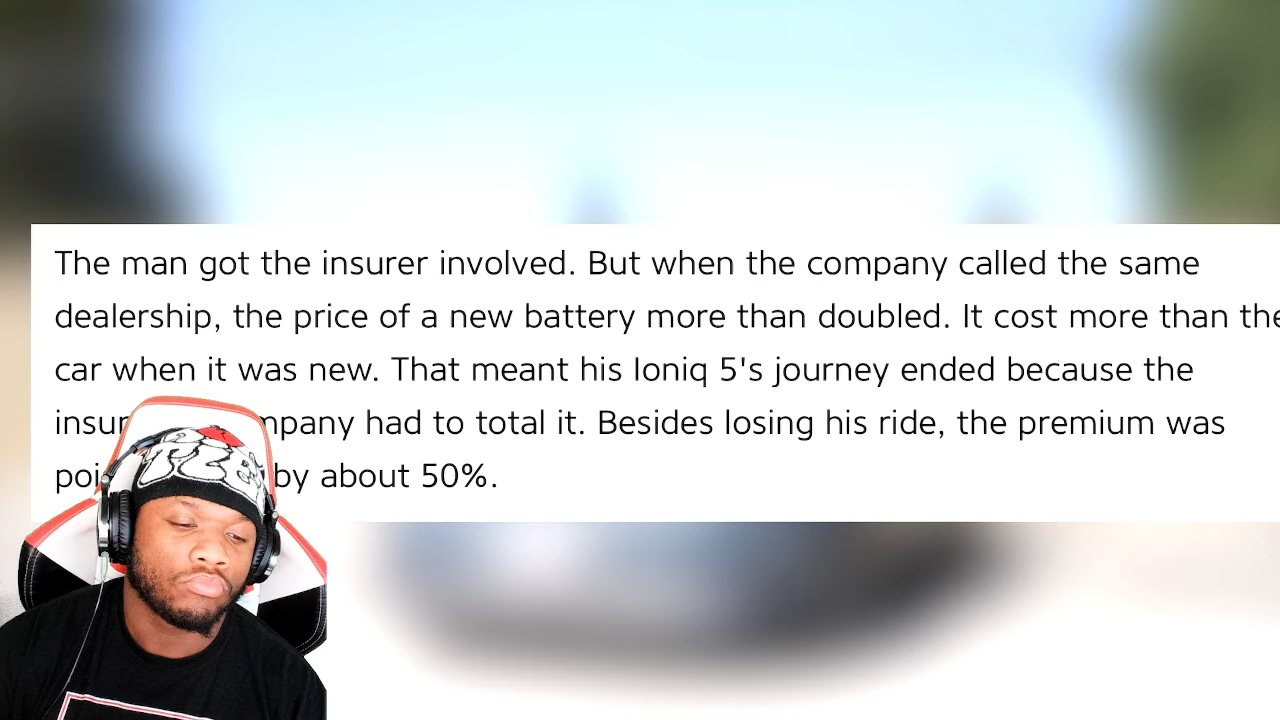 The man got the insurer involved. But when the company called the same
dealership, the price of a new battery more than doubled. It cost more than the
car when it was new. That meant his Ioniq 5's journey ended because the
had to total it. Besides losing his ride, the premium was
by about 50%.